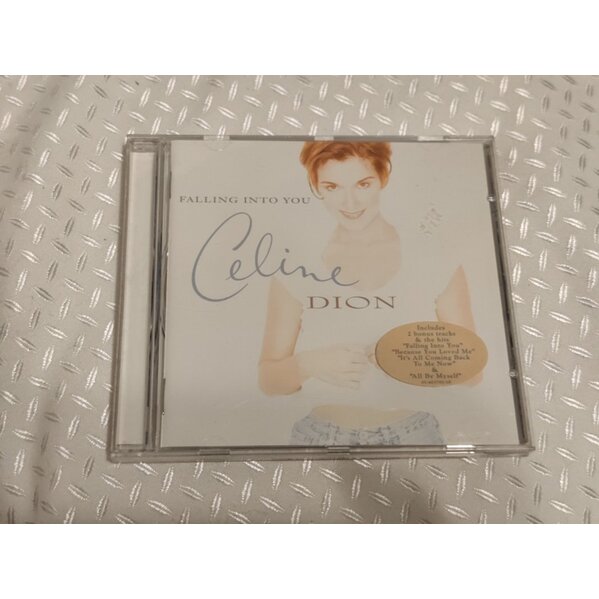 FALLING INTO YOU
Celine
DION
Includes
2 bonus tracks
& the hits
"Falling Into You"
"Because You Loved Me"
"It's All Coming Back
To Me Now"
&
"All By Myself"